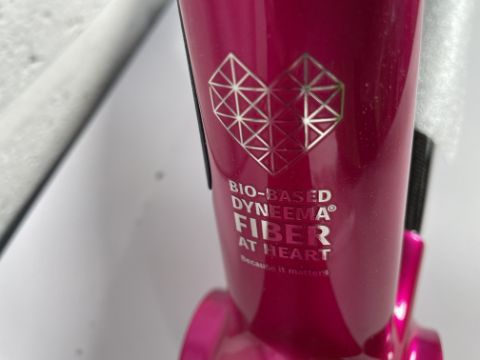 BIO-BASED
DYNEEMA®
FIBER
AT HEART
Because it matters